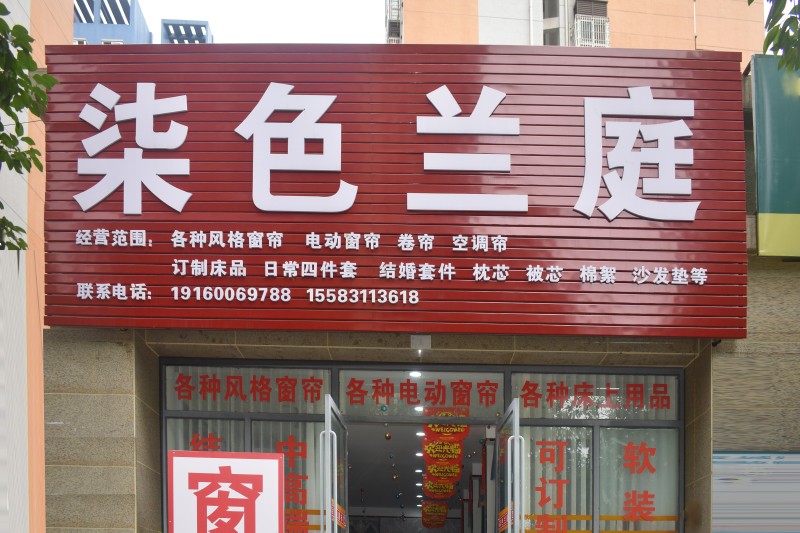 柒色兰庭
经营范围: 各种风格窗帘 电动窗帘 卷帘 空调帘
订制床品 日常四件套 结婚套件 枕芯 被芯 棉絮 沙发垫等
联系电话: 19160069788 15583113618
各种风格窗帘 各种电动窗帘 各种床上用品
中高
可订制
软装
窗